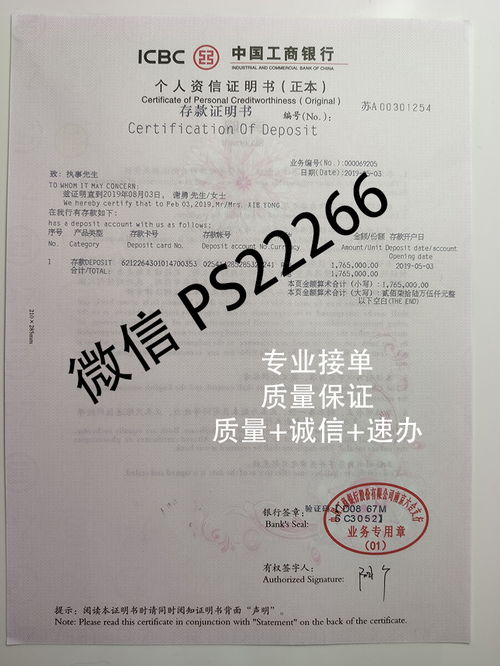 ICBC 中国工商银行
INDUSTRIAL AND COMMERCIAL BANK OF CHINA
个人资信证明书(正本)
Certificate of Personal Creditworthiness ( Original )
苏A00301254
存款证明书 编号(No.):
Certification Of Deposit
业务编号(No.):000069205
日期(Date):2019-05-03
致: 执事先生
TO WHOM IT MAY CONCERN:
兹证明直到2019年08月03日, 谢勇 先生/女士
We hereby certify that to Feb 03,2019,Mr/Mrs. XIE YONG
在我行有存款如下:
has a deposit account with us as follows:
序号 产品类型 存款卡号 存款帐号 金额/份额 存款开户日
No. Category Deposit card No. Deposit account No. Currency Amount/Unit Deposit date/account
Opening date
1 存款DEPOSIT 6212264301014700353 1,765,000.00 2019-05-03
合计/TOTAL: 1,765,000.00
本页金额算术合计(小写):1,765,000.00
本页金额算术合计(大写):贰佰柒拾陆万伍仟元整
以下空白(THE END)
210×285mm
微信 PS22266
专业接单
质量保证
质量+诚信+速办
银行签章:
Bank's Seal:
D08 67M
C3052】
业务专用章
(01)
有权签字人:
Authorized Signature:
提示: 阅读本证明书时请同时阅知证明书背面“声明”。
Note: Please read this certificate in conjunction with "Statement" on the back of the certificate.